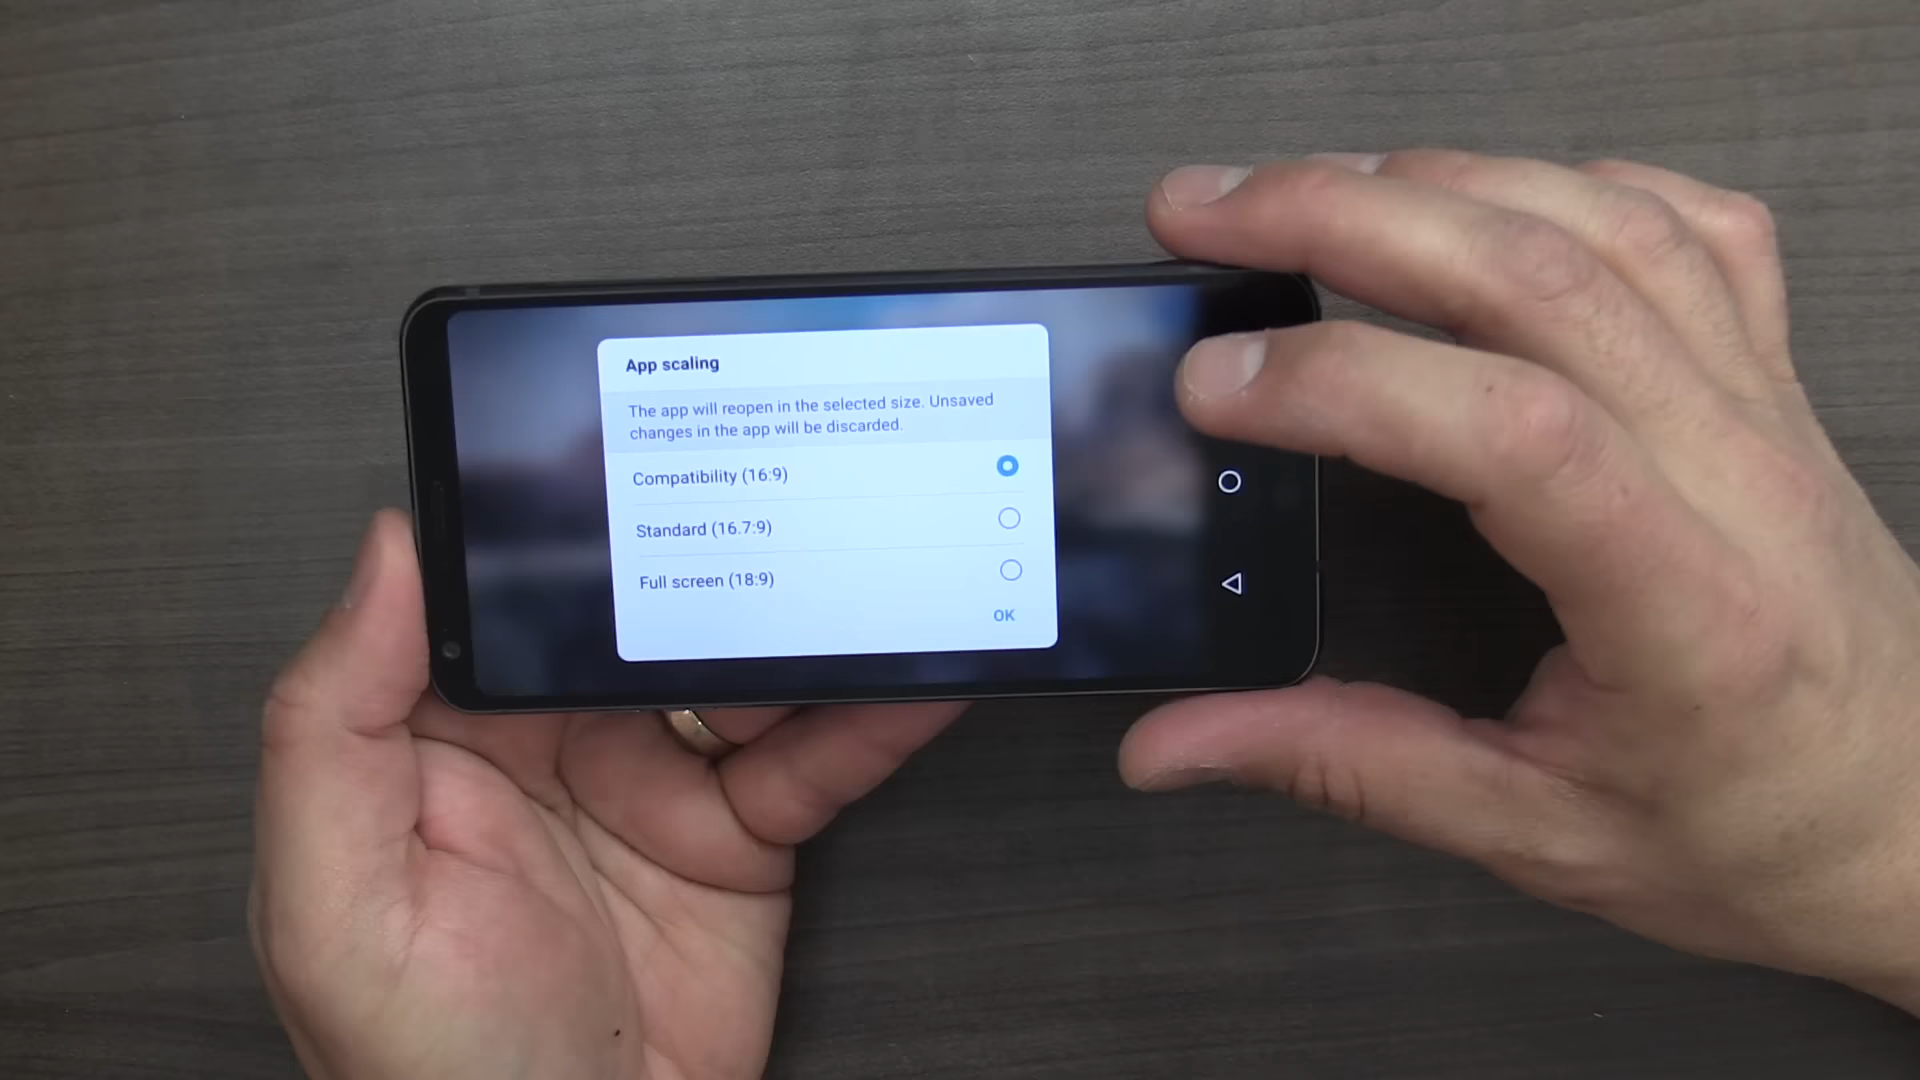 App scaling
The app will reopen in the selected size. Unsaved
changes in the app will be discarded.
Compatibility (16:9)
Standard (16.7:9)
Full screen (18:9)
OK